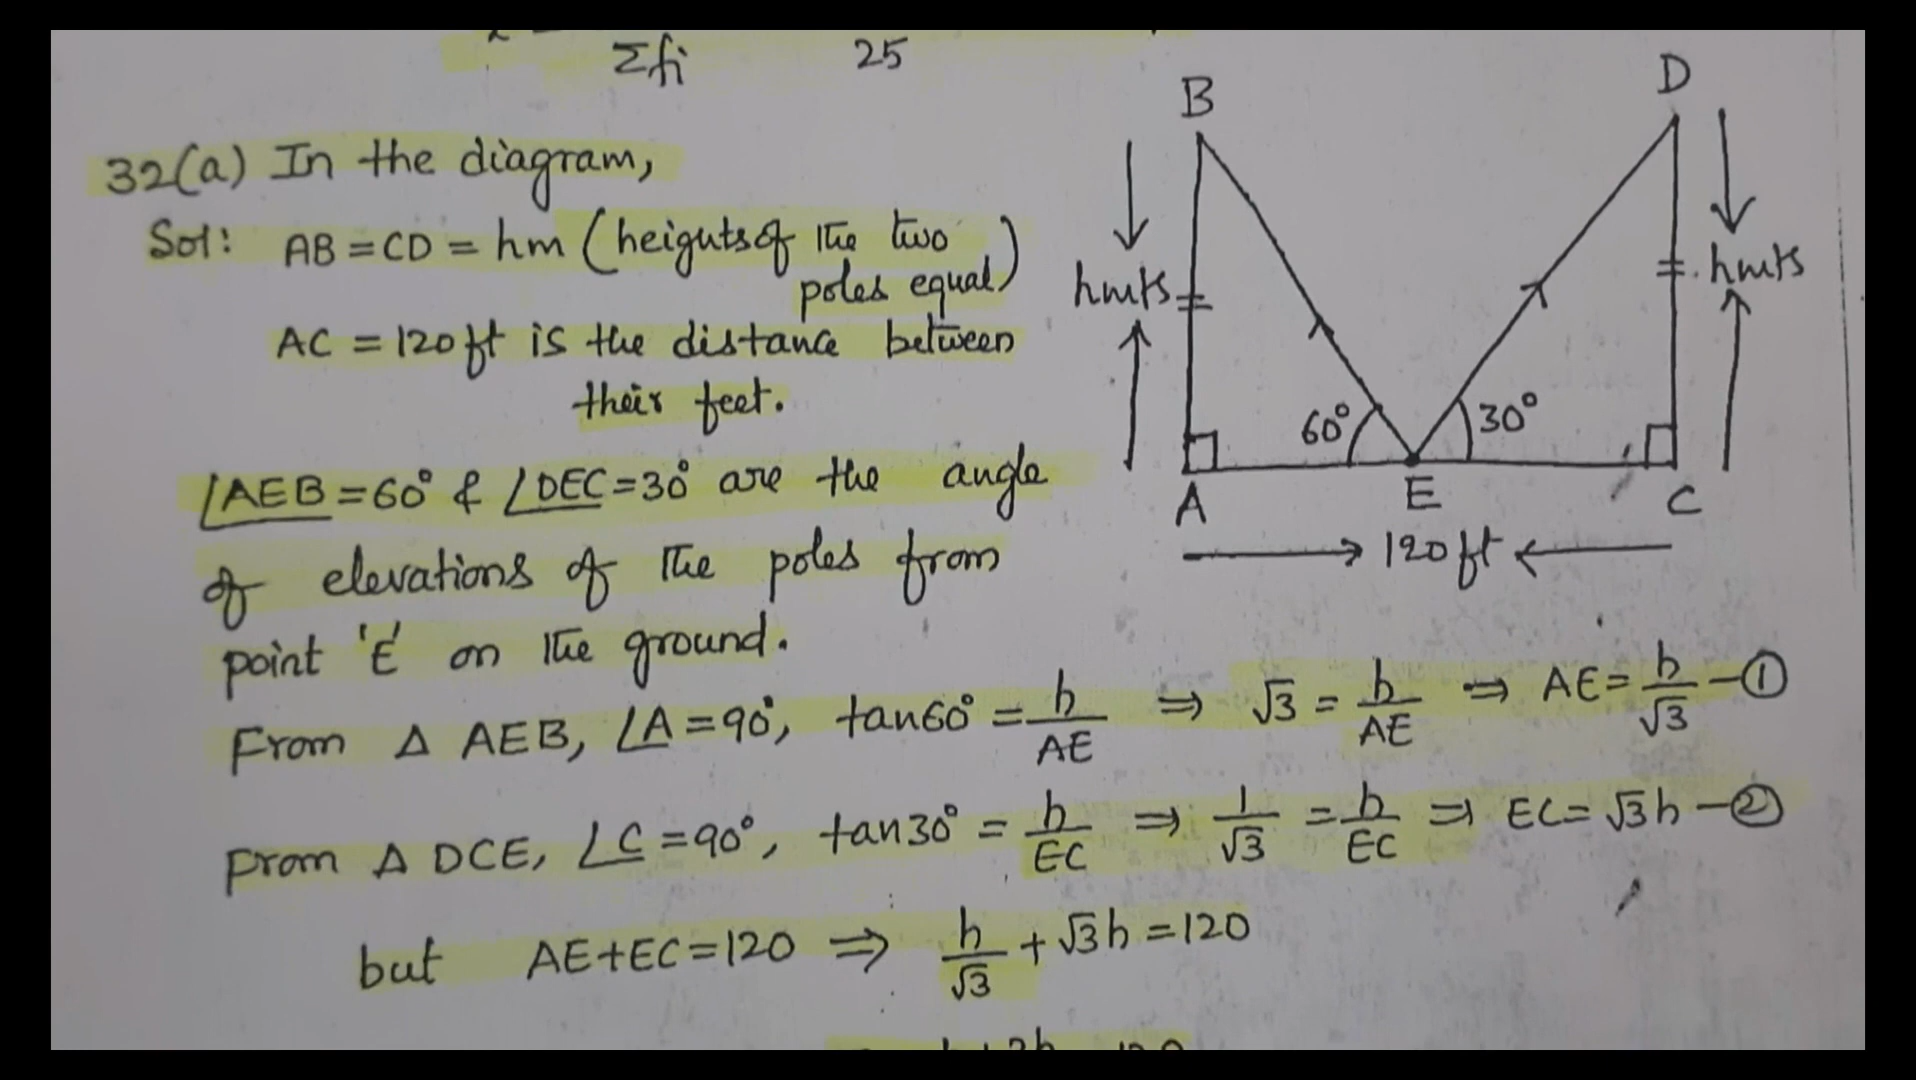 Σfi 25
32(a) In the diagram,
Sol: AB = CD = hm (heights of the two
poles equal)
AC = 120 ft is the distance between
their feet.
∠AEB = 60° & ∠DEC = 30° are the angle
of elevations of the poles from
point 'E' on the ground.
From Δ AEB, ∠A = 90°, tan60° = h/AE ⇒ √3 = h/AE ⇒ AE = h/√3 - ①
From Δ DCE, ∠C = 90°, tan30° = h/EC ⇒ 1/√3 = h/EC ⇒ EC = √3h - ②
but AE+EC = 120 ⇒ h/√3 + √3h = 120
B
D
hmts
hmts
60°
30°
A
E
C
120 ft